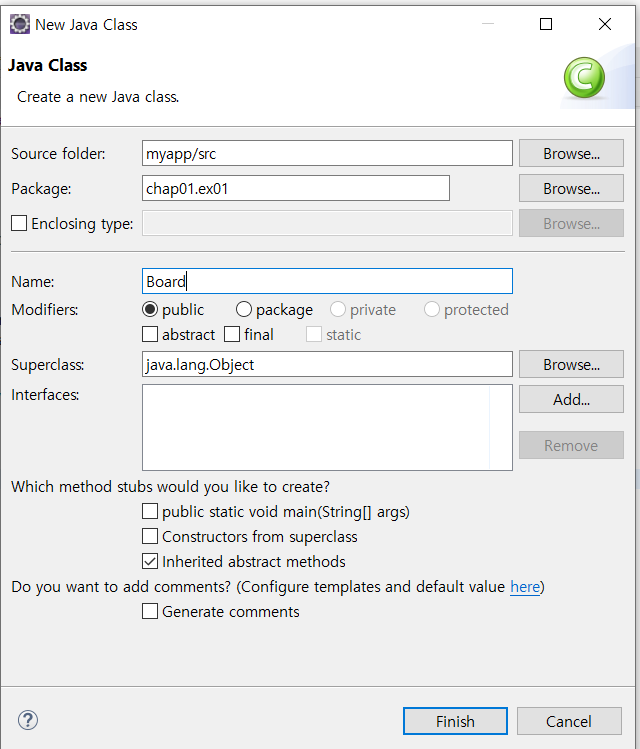 New Java Class
Java Class
Create a new Java class.
Source folder: myapp/src Browse...
Package: chap01.ex01 Browse...
Enclosing type: Browse...
Name: Board
Modifiers: public package private protected
abstract final static
Superclass: java.lang.Object Browse...
Interfaces: Add...
Remove
Which method stubs would you like to create?
public static void main(String[] args)
Constructors from superclass
Inherited abstract methods
Do you want to add comments? (Configure templates and default value here)
Generate comments
? Finish Cancel